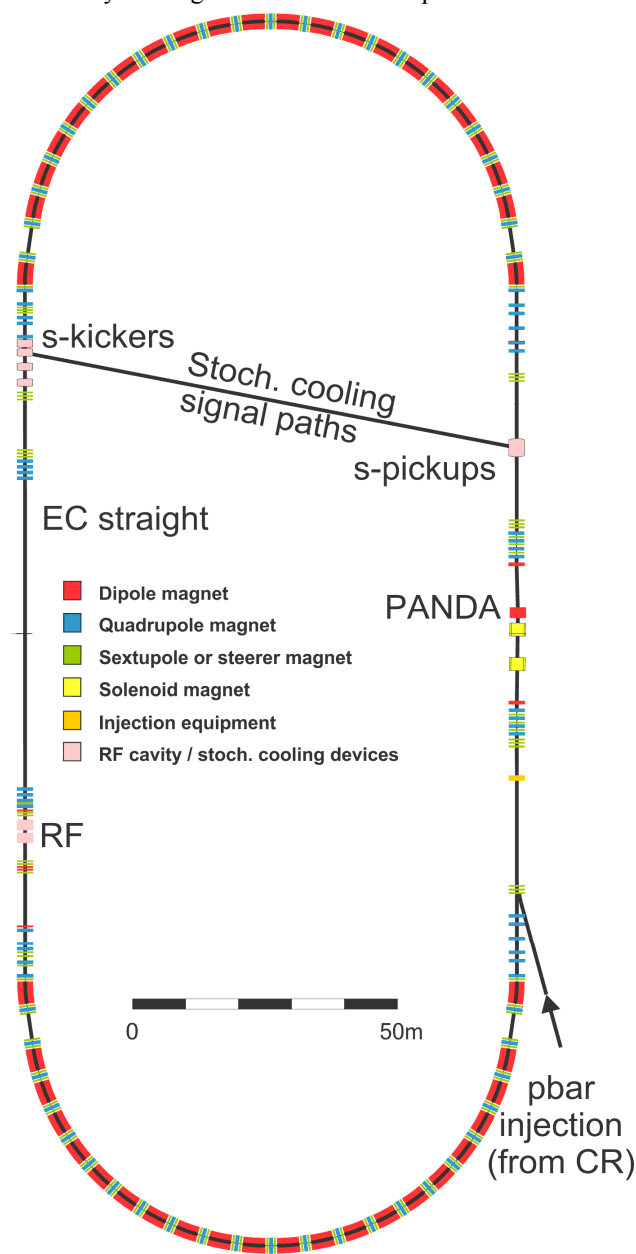 s-kickers
Stoch. cooling
signal paths
s-pickups
EC straight
PANDA
Dipole magnet
Quadrupole magnet
Sextupole or steerer magnet
Solenoid magnet
Injection equipment
RF cavity / stoch. cooling devices
RF
0
50m
pbar
injection
(from CR)